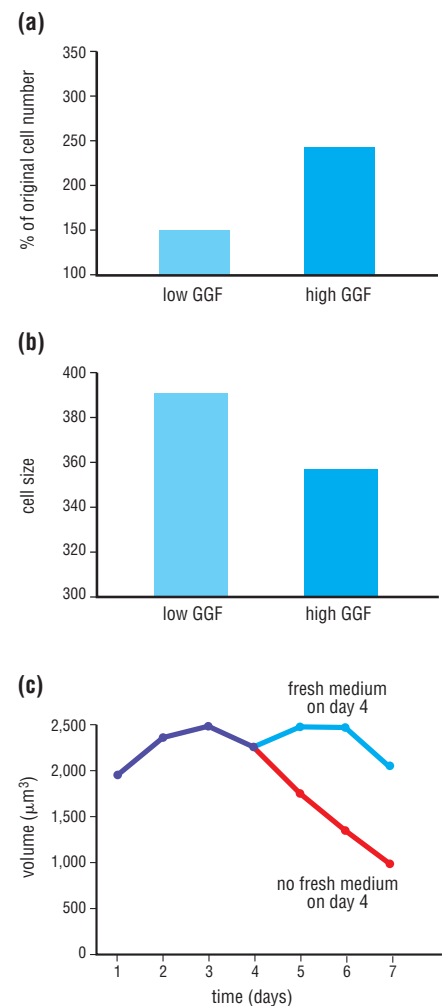 (a)
% of original cell number
350
300
250
200
150
100
low GGF
high GGF
(b)
cell size
400
380
360
340
320
300
low GGF
high GGF
(c)
fresh medium
on day 4
volume (μm³)
2,500
2,000
1,500
1,000
500
0
no fresh medium
on day 4
1 2 3 4 5 6 7
time (days)